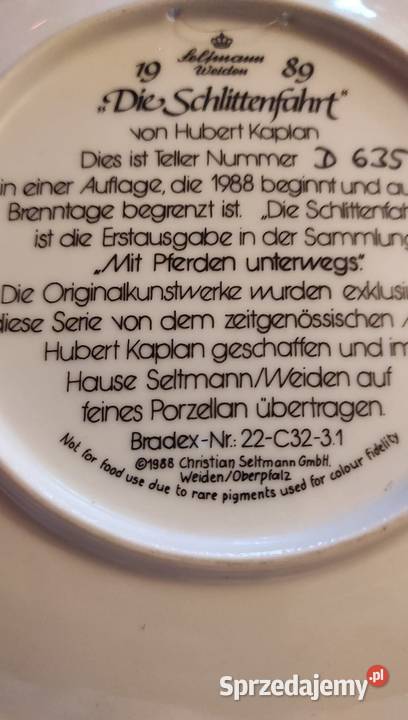 Seltmann
Weiden
19 89
„Die Schlittenfahrt"
von Hubert Kaplan
Dies ist Teller Nummer D 635
in einer Auflage, die 1988 beginnt und
Brenntage begrenzt ist. „Die
ist die Erstausgabe in der
„Mit Pferden unterwegs".
Die Originalkunstwerke wurden
diese Serie von dem zeitgenössischen
Hubert Kaplan geschaffen und im
Hause Seltmann/Weiden auf
feines Porzellan übertragen.
Bradex-Nr.: 22-C32-3.1
©1988 Christian Seltmann GmbH.
Weiden/Oberpfalz
Not for food use due to rare pigments used for colour fidelity
Sprzedajemy.pl